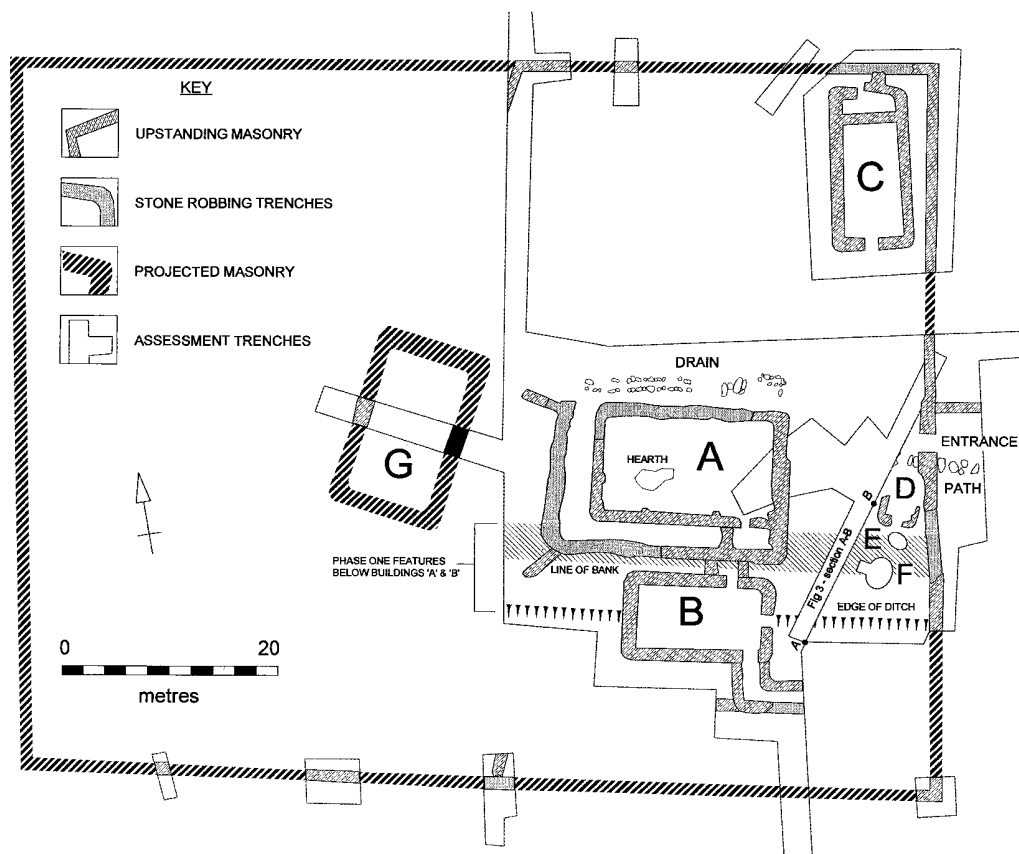 KEY
UPSTANDING MASONRY
STONE ROBBING TRENCHES
PROJECTED MASONRY
ASSESSMENT TRENCHES
C
DRAIN
A
HEARTH
G
ENTRANCE
PATH
D
B
E
F
PHASE ONE FEATURES
BELOW BUILDINGS 'A' & 'B'
LINE OF BANK
Fig 3 - section A-B
B
EDGE OF DITCH
A
0 20
metres